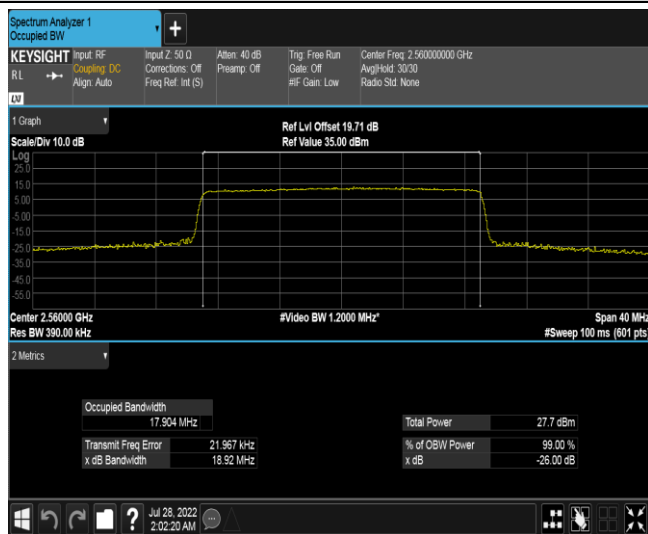 Spectrum Analyzer 1
Occupied BW
+
KEYSIGHT Input: RF Input Z: 50 Ω Atten: 40 dB Trig: Free Run Center Freq: 2.560000000 GHz
RL Coupling: DC Corrections: Off Preamp: Off Gate: Off Avg|Hold: 30/30
Align: Auto Freq Ref: Int (S) #IF Gain: Low Radio Std: None
LXI
1 Graph
Ref Lvl Offset 19.71 dB
Scale/Div 10.0 dB Ref Value 35.00 dBm
Log
25.0
15.0
5.00
-5.00
-15.0
-25.0
-35.0
-45.0
-55.0
Center 2.56000 GHz #Video BW 1.2000 MHz* Span 40 MHz
Res BW 390.00 kHz #Sweep 100 ms (601 pts)
2 Metrics
Occupied Bandwidth
17.904 MHz Total Power 27.7 dBm
Transmit Freq Error 21.967 kHz % of OBW Power 99.00 %
x dB Bandwidth 18.92 MHz x dB -26.00 dB
? Jul 28, 2022
2:02:20 AM